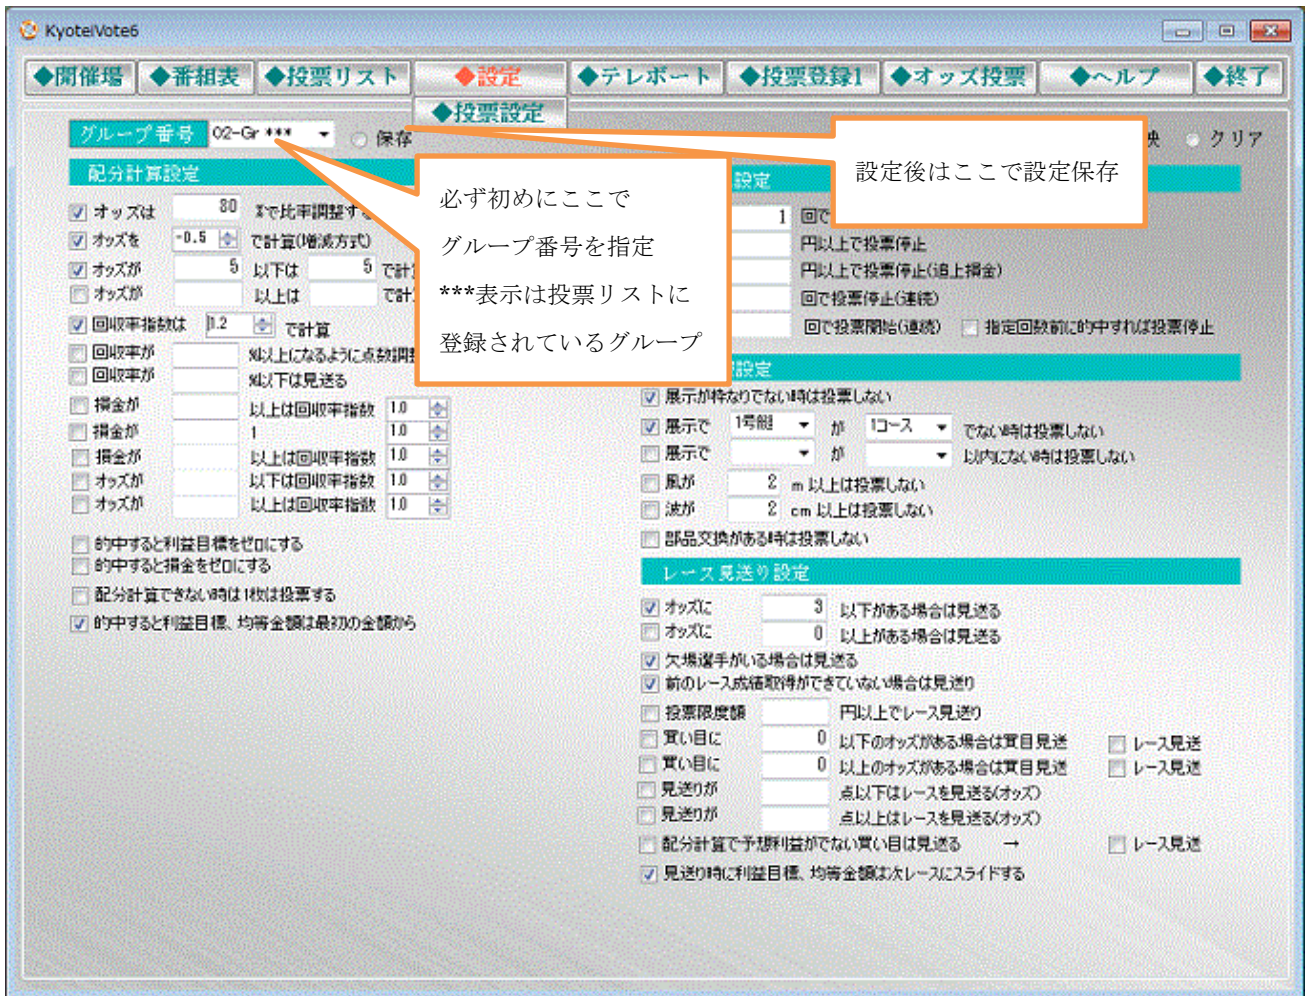 KyoteiVote6
◆開催場 ◆番組表 ◆投票リスト ◆設定 ◆テレボート ◆投票登録1 ◆オッズ投票 ◆ヘルプ ◆終了
◆投票設定
グループ番号 02-Gr *** 保存
映 クリア
必ず初めにここで
グループ番号を指定
***表示は投票リストに
登録されているグループ
設定後はここで設定保存
配分計算設定
オッズは 80 %で比率調整する
オッズを -0.5 で計算(増減方式)
オッズが 5 以下は 5 で計
オッズが 以上は で計
回収率指数は 1.2 で計算
回収率が %以上になるように点数調整
回収率が %以下は見送る
損金が 以上は回収率指数 1.0
損金が 1 1.0
損金が 以上は回収率指数 1.0
オッズが 以下は回収率指数 1.0
オッズが 以上は回収率指数 1.0
的中すると利益目標をゼロにする
的中すると損金をゼロにする
配分計算できない時は1枚は投票する
的中すると利益目標、均等金額は最初の金額から
設定
1 回で
円以上で投票停止
円以上で投票停止(追上損金)
回で投票停止(連続)
回で投票開始(連続) 指定回数前に的中すれば投票停止
設定
展示が枠なりでない時は投票しない
展示で 1号艇 が 1コース でない時は投票しない
展示で が 以内にない時は投票しない
風が 2 m以上は投票しない
波が 2 cm以上は投票しない
部品交換がある時は投票しない
レース見送り設定
オッズに 3 以下がある場合は見送る
オッズに 0 以上がある場合は見送る
欠場選手がいる場合は見送る
前のレース成績取得ができていない場合は見送り
投票限度額 円以上でレース見送り
買い目に 0 以下のオッズがある場合は買目見送 レース見送
買い目に 0 以上のオッズがある場合は買目見送 レース見送
見送りが 点以下はレースを見送る(オッズ)
見送りが 点以上はレースを見送る(オッズ)
配分計算で予想利益がでない買い目は見送る → レース見送
見送り時に利益目標、均等金額は次レースにスライドする